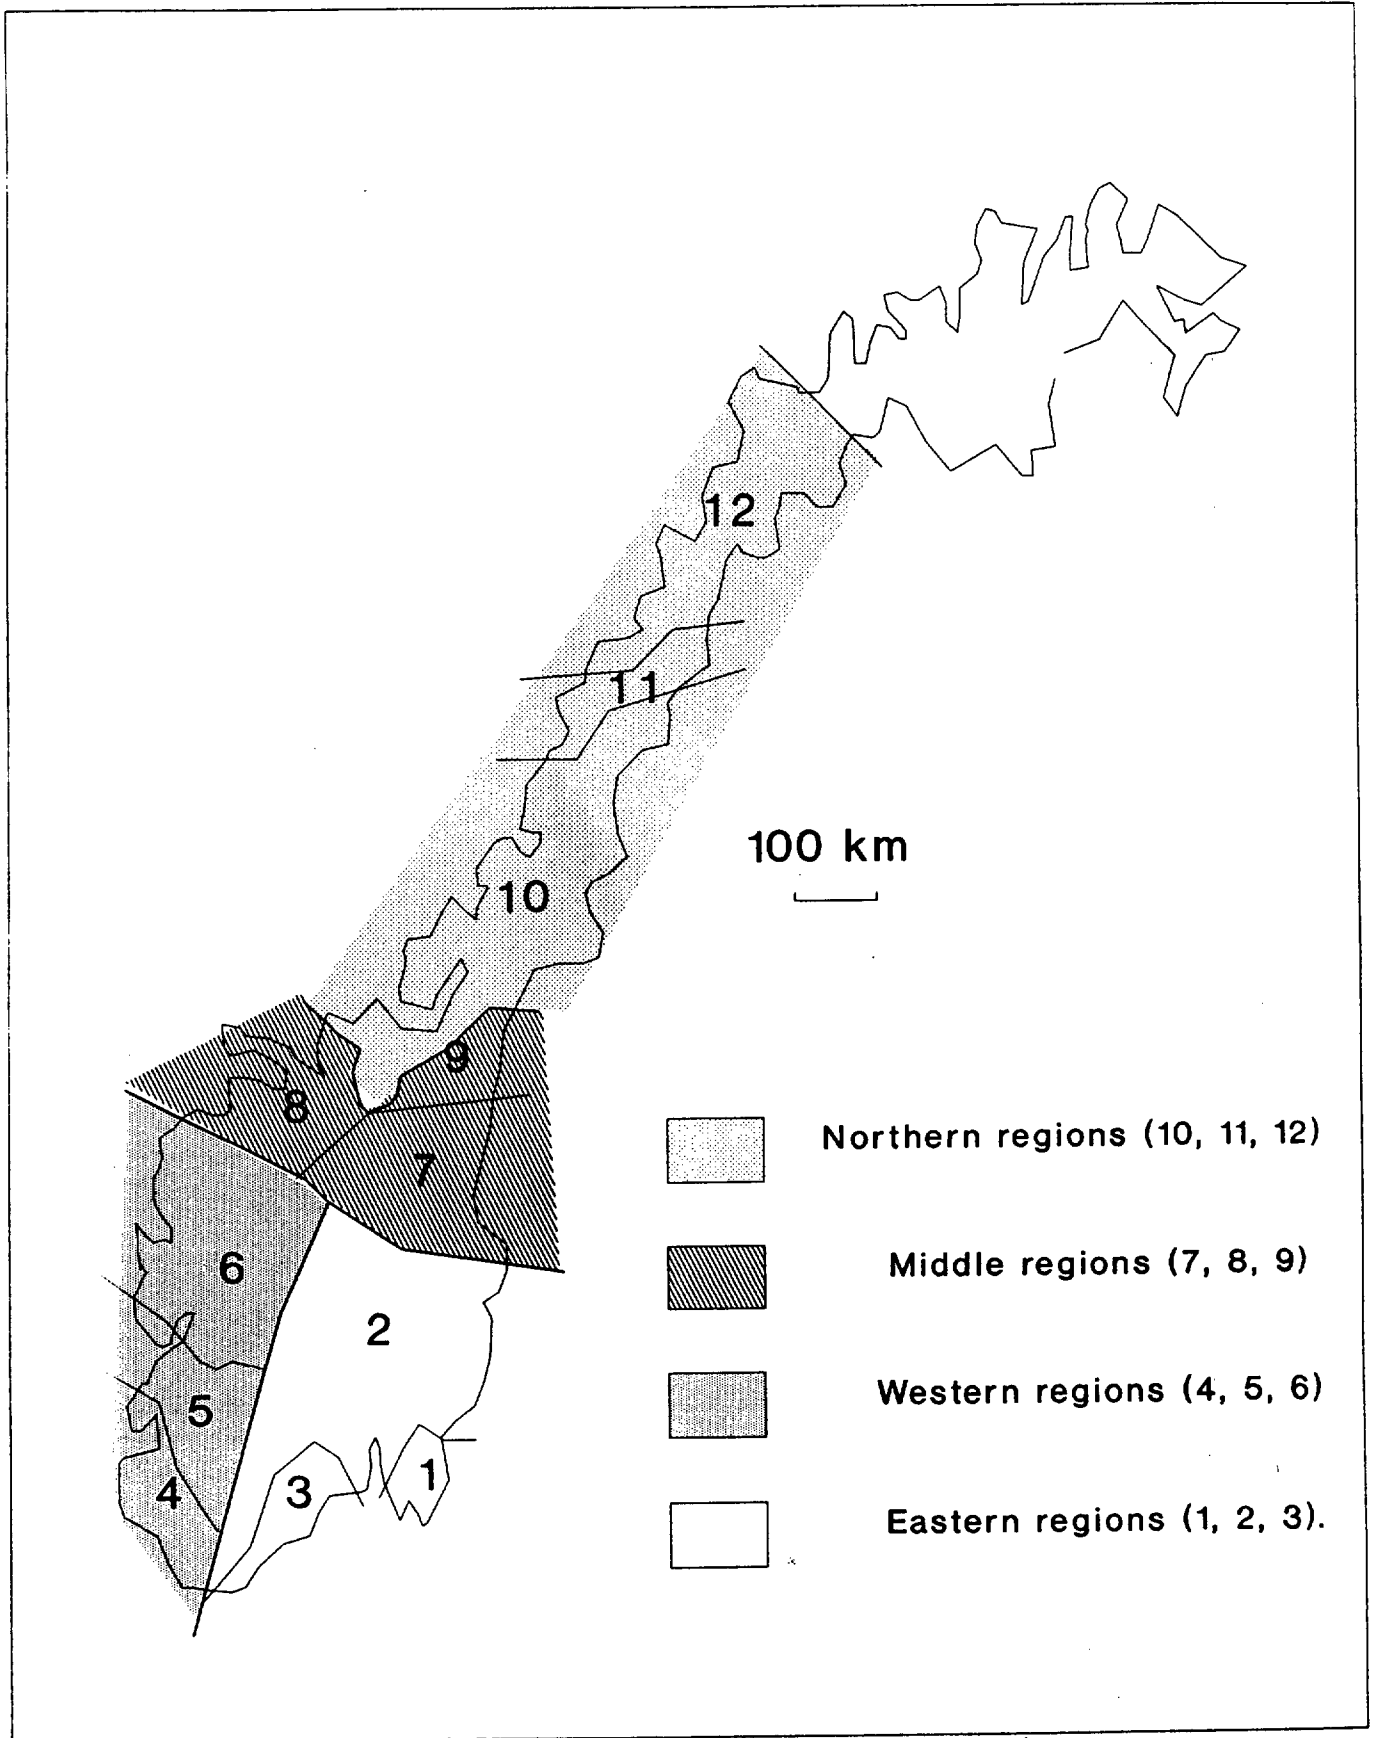 12
11
100 km
10
9
8
Northern regions (10, 11, 12)
7
6
Middle regions (7, 8, 9)
2
Western regions (4, 5, 6)
5
1
3
4
Eastern regions (1, 2, 3).